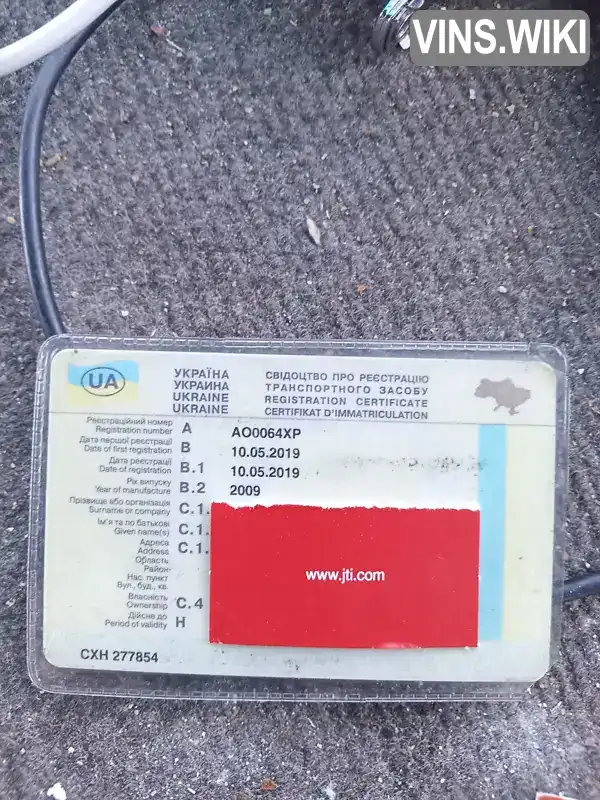 VINS.WIKI
UA
УКРАЇНА СВІДОЦТВО ПРО РЕЄСТРАЦІЮ
УКРАИНА ТРАНСПОРТНОГО ЗАСОБУ
UKRAINE REGISTRATION CERTIFICATE
UKRAINE CERTIFIKAT D'IMMATRICULATION
Реєстраційний номер
Registration number A AO0064XP
Дата першої реєстрації
Date of first registration B 10.05.2019
Дата реєстрації
Date of registration B.1 10.05.2019
Рік випуску
Year of manufacture B.2 2009
Прізвище або організація
Surname or company C.1.
Ім'я та по батькові
Given name(s) C.1.
Адреса
Address C.1.
Область
Район
Нас. пункт
Вул., буд., кв.
Власність
Ownership C.4
Дійсне до
Period of validity H
www.jti.com
CXH 277854